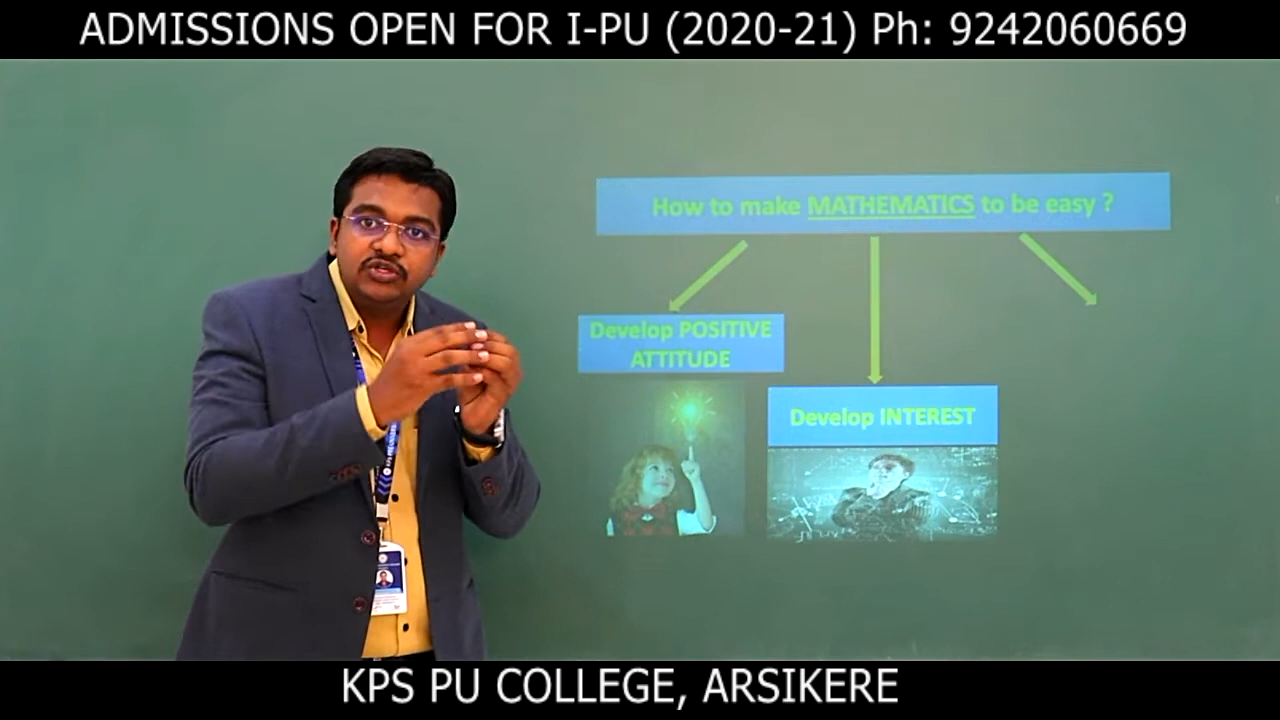 ADMISSIONS OPEN FOR I-PU (2020-21) Ph: 9242060669
How to make MATHEMATICS to be easy ?
Develop POSITIVE
ATTITUDE
Develop INTEREST
KPS PU COLLEGE, ARSIKERE